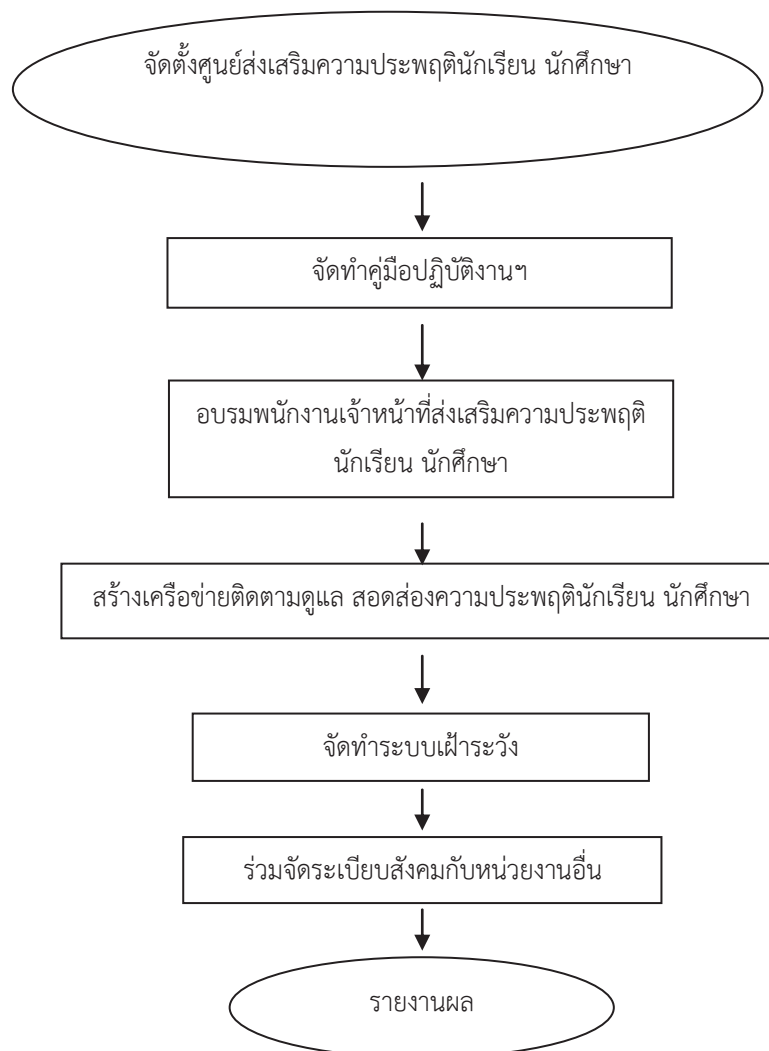 จัดตั้งศูนย์ส่งเสริมความประพฤตินักเรียน นักศึกษา
จัดทำคู่มือปฏิบัติงานฯ
อบรมพนักงานเจ้าหน้าที่ส่งเสริมความประพฤติ
นักเรียน นักศึกษา
สร้างเครือข่ายติดตามดูแล สอดส่องความประพฤตินักเรียน นักศึกษา
จัดทำระบบเฝ้าระวัง
ร่วมจัดระเบียบสังคมกับหน่วยงานอื่น
รายงานผล